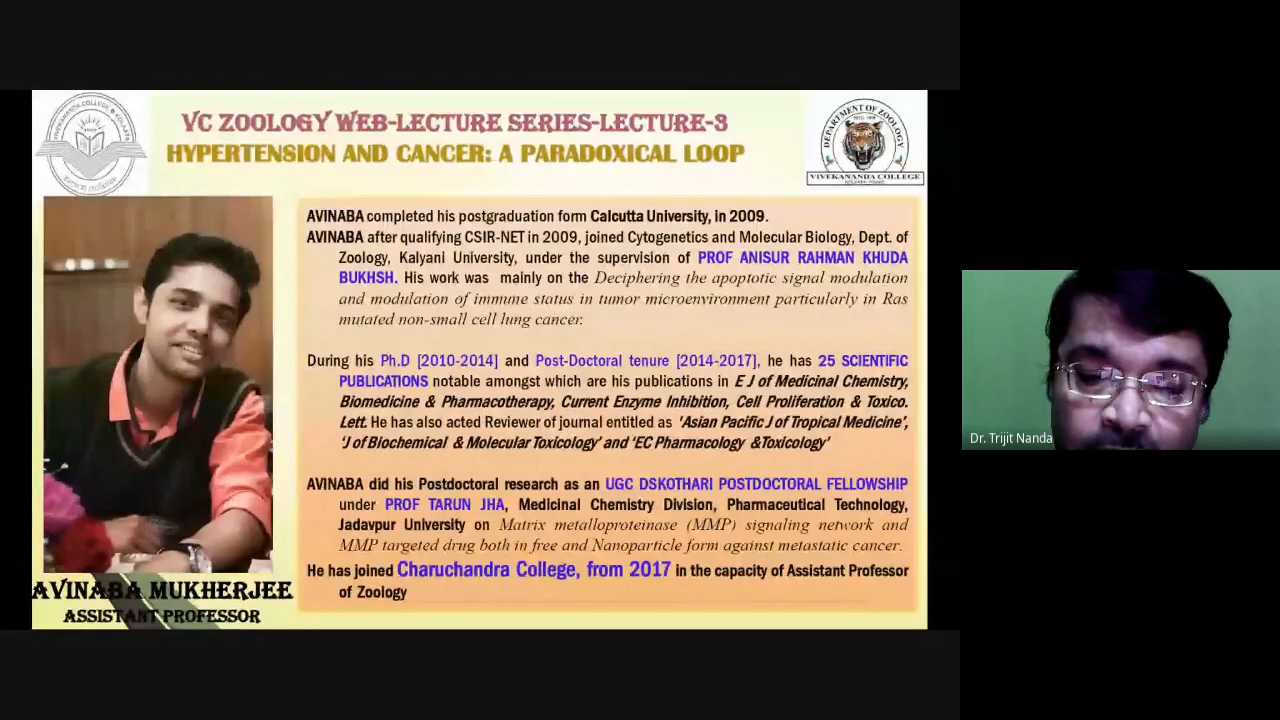 VC ZOOLOGY WEB-LECTURE SERIES-LECTURE-3
HYPERTENSION AND CANCER: A PARADOXICAL LOOP
VIVEKANANDA COLLEGE
DEPARTMENT OF ZOOLOGY
VIVEKANANDA COLLEGE
AVINABA completed his postgraduation form Calcutta University, in 2009.
AVINABA after qualifying CSIR-NET in 2009, joined Cytogenetics and Molecular Biology, Dept. of
Zoology, Kalyani University, under the supervision of PROF ANISUR RAHMAN KHUDA
BUKHSH. His work was mainly on the Deciphering the apoptotic signal modulation
and modulation of immune status in tumor microenvironment particularly in Ras
mutated non-small cell lung cancer.
During his Ph.D [2010-2014] and Post-Doctoral tenure [2014-2017], he has 25 SCIENTIFIC
PUBLICATIONS notable amongst which are his publications in E J of Medicinal Chemistry,
Biomedicine & Pharmacotherapy, Current Enzyme Inhibition, Cell Proliferation & Toxico.
Lett. He has also acted Reviewer of journal entitled as 'Asian Pacific J of Tropical Medicine',
'J of Biochemical & Molecular Toxicology' and 'EC Pharmacology &Toxicology'
AVINABA did his Postdoctoral research as an UGC DSKOTHARI POSTDOCTORAL FELLOWSHIP
under PROF TARUN JHA, Medicinal Chemistry Division, Pharmaceutical Technology,
Jadavpur University on Matrix metalloproteinase (MMP) signaling network and
MMP targeted drug both in free and Nanoparticle form against metastatic cancer.
He has joined Charuchandra College, from 2017 in the capacity of Assistant Professor
of Zoology
AVINABA MUKHERJEE
ASSISTANT PROFESSOR
Dr. Trijit Nanda